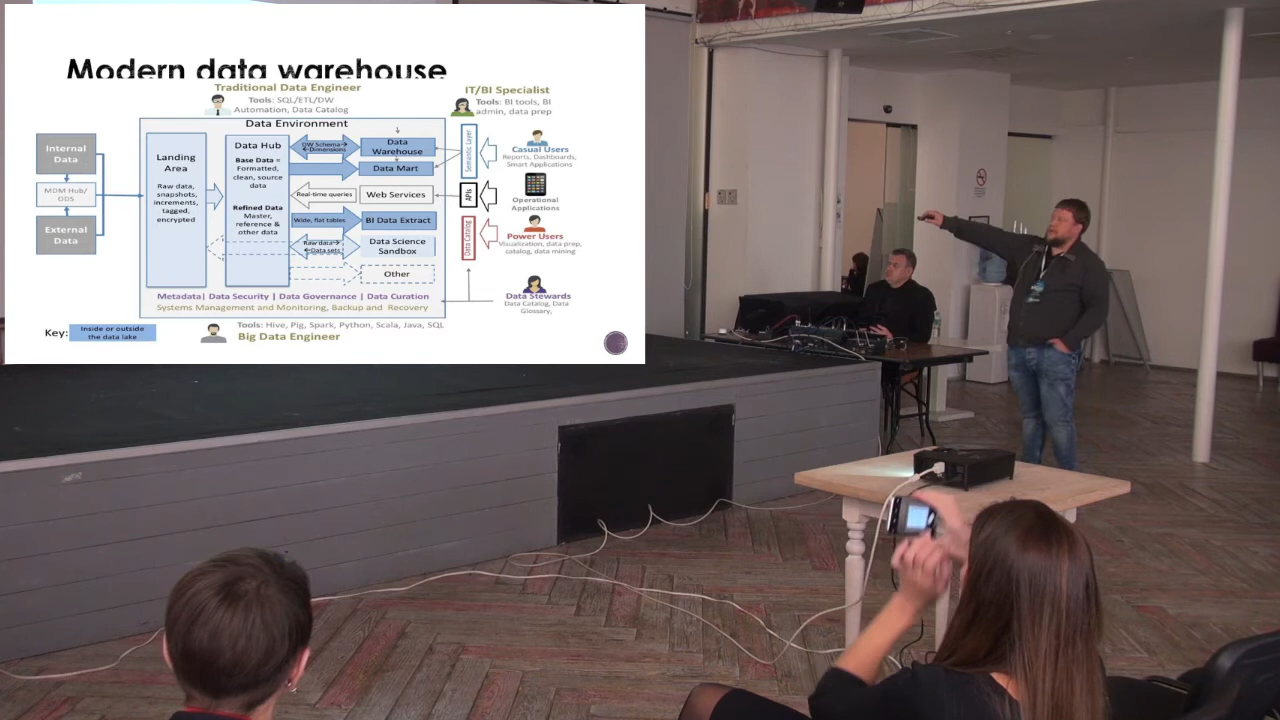 Modern data warehouse
Traditional Data Engineer
Tools: SQL/ETL/DW
Automation, Data Catalog
IT/BI Specialist
Tools: BI tools, BI
admin, data prep
Data Environment
Internal
Data
MDM Hub/
ODS
External
Data
Landing
Area
Raw data,
snapshots,
increments,
tagged,
encrypted
Data Hub
Base Data =
Formatted,
clean, source
data
Refined Data
Master,
reference &
other data
DW Schema→
←Dimensions
Data
Warehouse
Data Mart
Real-time queries
Web Services
Wide, flat tables
BI Data Extract
Raw data→
←Data sets
Data Science
Sandbox
Other
Semantic Layer
APIs
Data Catalog
Casual Users
Reports, Dashboards,
Smart Applications
Operational
Applications
Power Users
Visualization, data prep,
catalog, data mining
Data Stewards
Data Catalog, Data
Glossary,
Metadata| Data Security | Data Governance | Data Curation
Systems Management and Monitoring, Backup and Recovery
Key:
Inside or outside
the data lake
Tools: Hive, Pig, Spark, Python, Scala, Java, SQL
Big Data Engineer